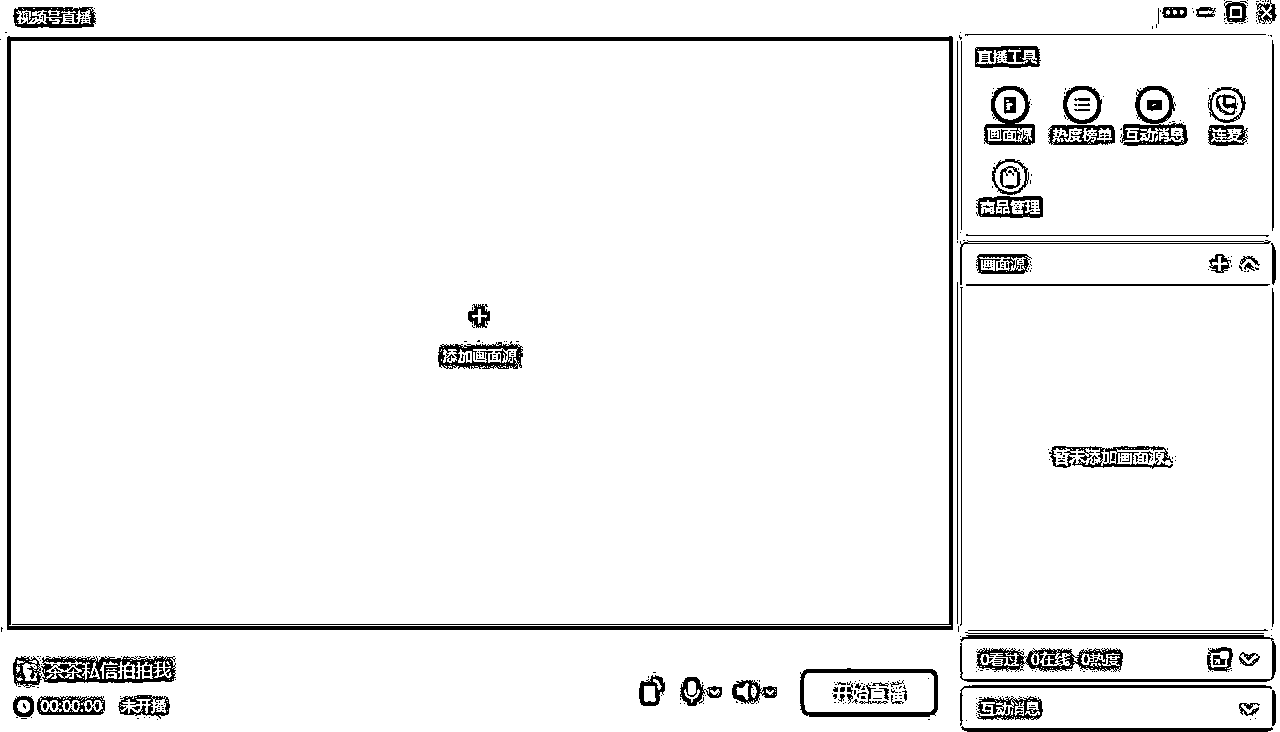 视频号直播
直播工具
画面源 热度榜单 互动消息 连麦
商品管理
画面源
添加画面源
暂未添加画面源
茶茶私信拍拍我
00:00:00 未开播
开始直播
0看过 0在线 0热度
互动消息